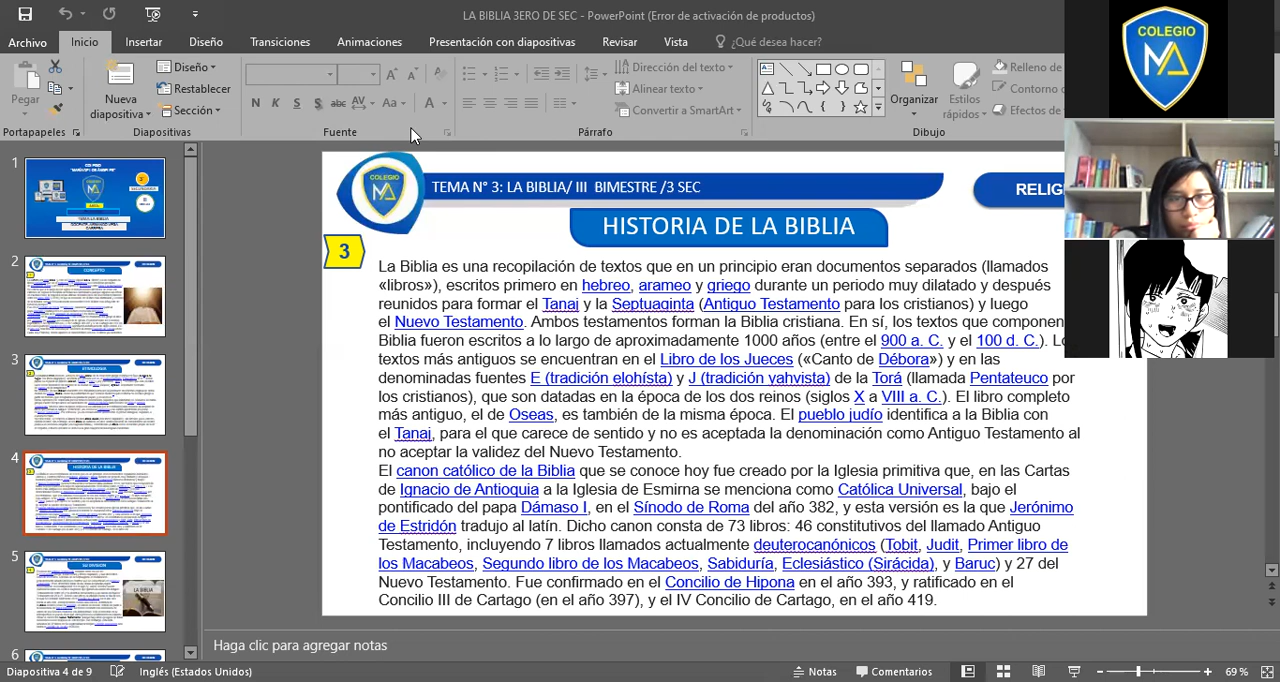 LA BIBLIA 3ERO DE SEC - PowerPoint (Error de activación de productos)
Archivo Inicio Insertar Diseño Transiciones Animaciones Presentación con diapositivas Revisar Vista ¿Qué desea hacer?
Pegar
Nueva diapositiva
Diseño
Restablecer
Sección
N K S S abc AV Aa A
Dirección del texto
Alinear texto
Convertir a SmartArt
Organizar
Estilos rápidos
Relleno de
Contorno
Efectos de
Portapapeles Diapositivas Fuente Párrafo Dibujo
COLEGIO
MA
1
2
3
4
5
6
COLEGIO
TEMA N° 3: LA BIBLIA/ III BIMESTRE /3 SEC
RELIG
HISTORIA DE LA BIBLIA
3
La Biblia es una recopilación de textos que en un principio eran documentos separados (llamados
«libros»), escritos primero en hebreo, arameo y griego durante un periodo muy dilatado y después
reunidos para formar el Tanaj y la Septuaginta (Antiguo Testamento para los cristianos) y luego
el Nuevo Testamento. Ambos testamentos forman la Biblia cristiana. En sí, los textos que componen
Biblia fueron escritos a lo largo de aproximadamente 1000 años (entre el 900 a. C. y el 100 d. C.). Lo
textos más antiguos se encuentran en el Libro de los Jueces («Canto de Débora») y en las
denominadas fuentes E (tradición elohísta) y J (tradición yahvista) de la Torá (llamada Pentateuco por
los cristianos), que son datadas en la época de los dos reinos (siglos X a VIII a. C.). El libro completo
más antiguo, el de Oseas, es también de la misma época. El pueblo judío identifica a la Biblia con
el Tanaj, para el que carece de sentido y no es aceptada la denominación como Antiguo Testamento al
no aceptar la validez del Nuevo Testamento.
El canon católico de la Biblia que se conoce hoy fue sancionado por la Iglesia primitiva que, en las Cartas
de Ignacio de Antioquía a la Iglesia de Esmirna se menciona como Católica Universal, bajo el
pontificado del papa Dámaso I, en el Sínodo de Roma del año 382, y esta versión es la que Jerónimo
de Estridón tradujo al latín. Dicho canon consta de 73 libros: 46 constitutivos del llamado Antiguo
Testamento, incluyendo 7 libros llamados actualmente deuterocanónicos (Tobit, Judit, Primer libro de
los Macabeos, Segundo libro de los Macabeos, Sabiduría, Eclesiástico (Sirácida), y Baruc) y 27 del
Nuevo Testamento. Fue confirmado en el Concilio de Hipona en el año 393, y ratificado en el
Concilio III de Cartago (en el año 397), y el IV Concilio de Cartago, en el año 419.
Haga clic para agregar notas
Diapositiva 4 de 9 Inglés (Estados Unidos) Notas Comentarios 69 %